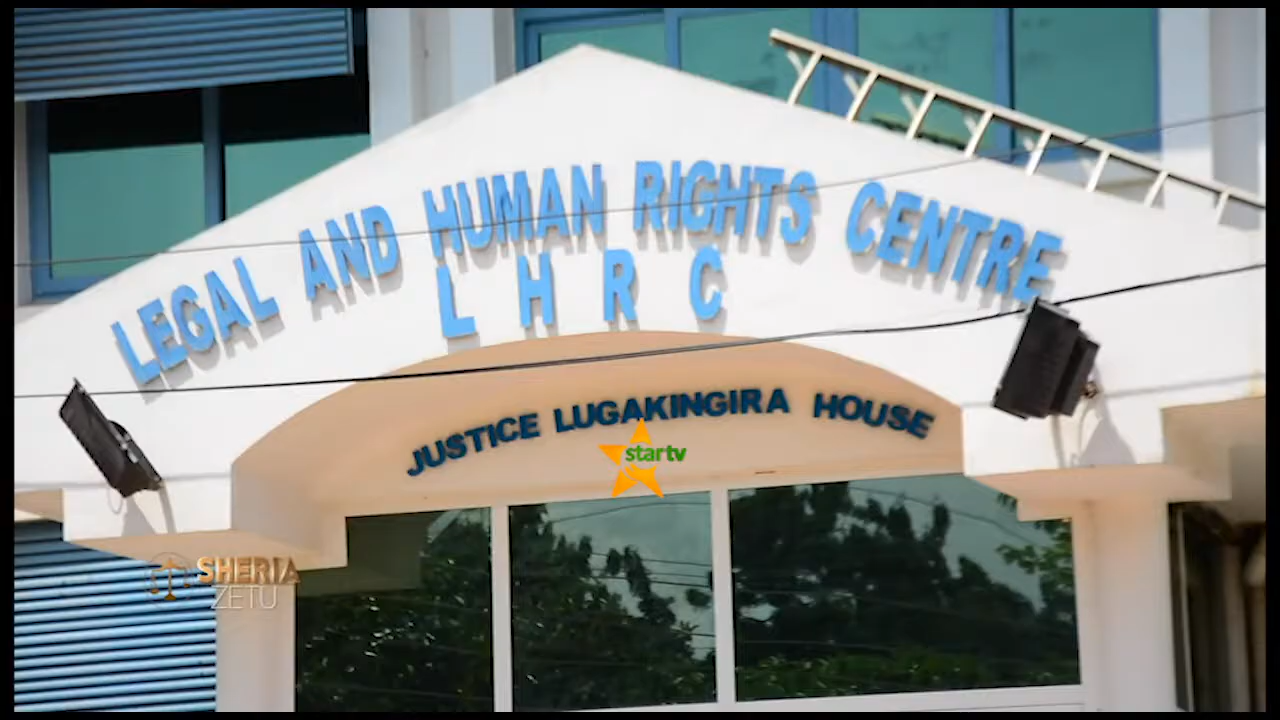 LEGAL AND HUMAN RIGHTS CENTRE
L H R C
JUSTICE LUGAKINGIRA HOUSE
startv
SHERIA
ZETU